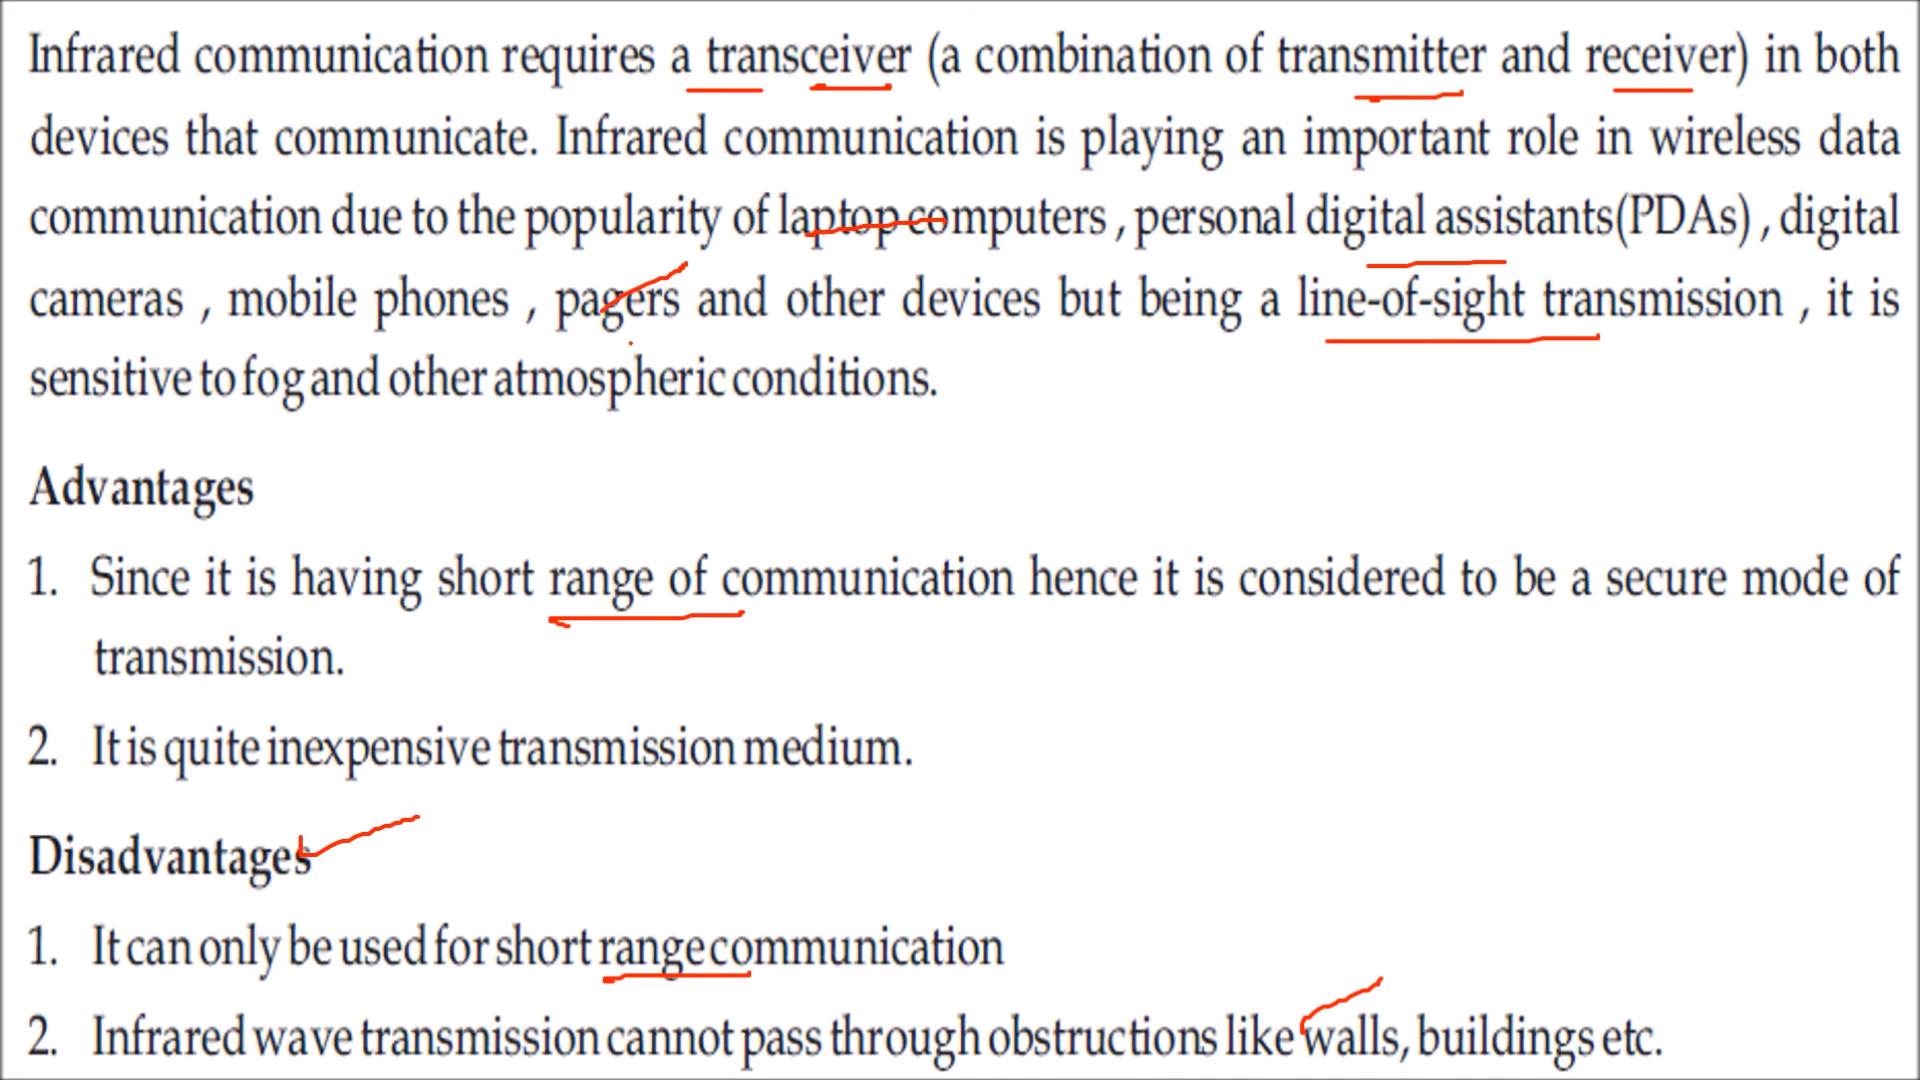 Infrared communication requires a transceiver (a combination of transmitter and receiver) in both
devices that communicate. Infrared communication is playing an important role in wireless data
communication due to the popularity of laptop computers , personal digital assistants(PDAs) , digital
cameras , mobile phones , pagers and other devices but being a line-of-sight transmission , it is
sensitive to fog and other atmospheric conditions.
Advantages
1. Since it is having short range of communication hence it is considered to be a secure mode of
transmission.
2. It is quite inexpensive transmission medium.
Disadvantages
1. It can only be used for short range communication
2. Infrared wave transmission cannot pass through obstructions like walls, buildings etc.